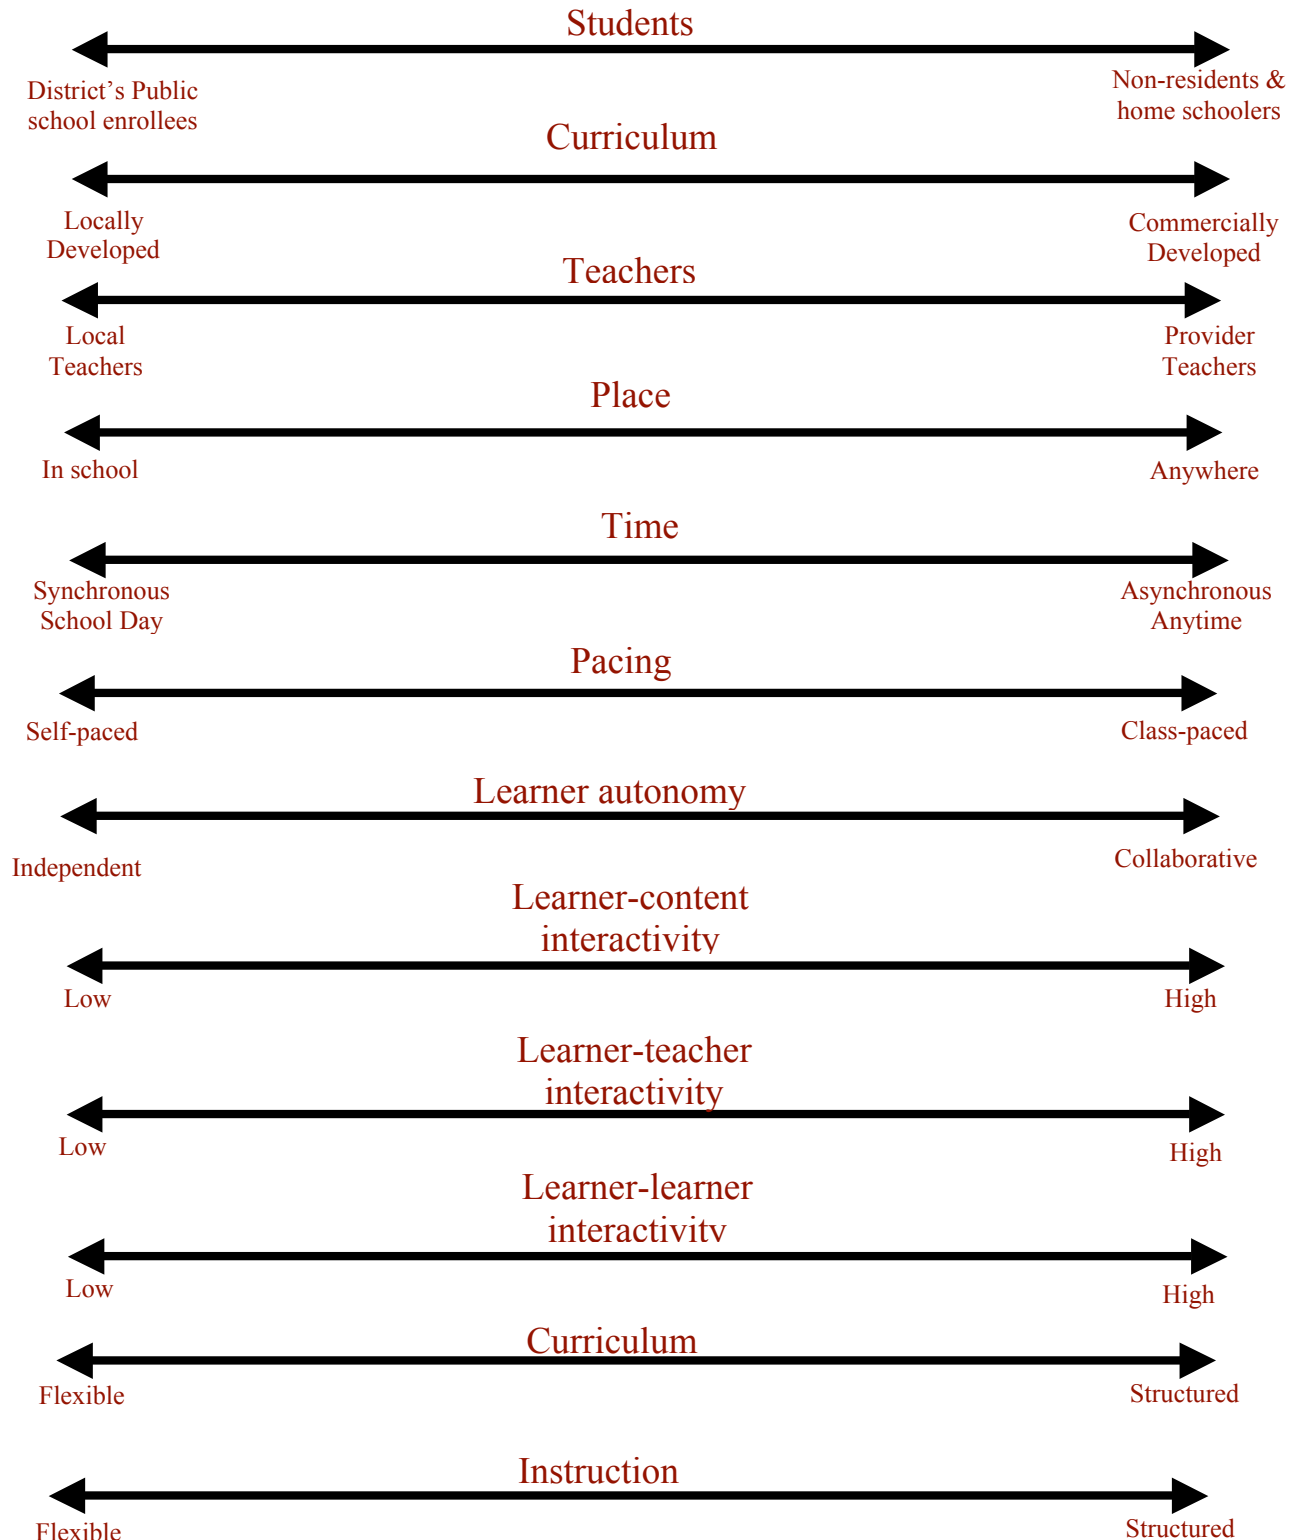 Students
District’s Public
school enrollees
Non-residents &
home schoolers
Curriculum
Locally
Developed
Commercially
Developed
Teachers
Local
Teachers
Provider
Teachers
Place
In school
Anywhere
Time
Synchronous
School Day
Asynchronous
Anytime
Pacing
Self-paced
Class-paced
Learner autonomy
Independent
Collaborative
Learner-content
interactivity
Low
High
Learner-teacher
interactivity
Low
High
Learner-learner
interactivity
Low
High
Curriculum
Flexible
Structured
Instruction
Flexible
Structured